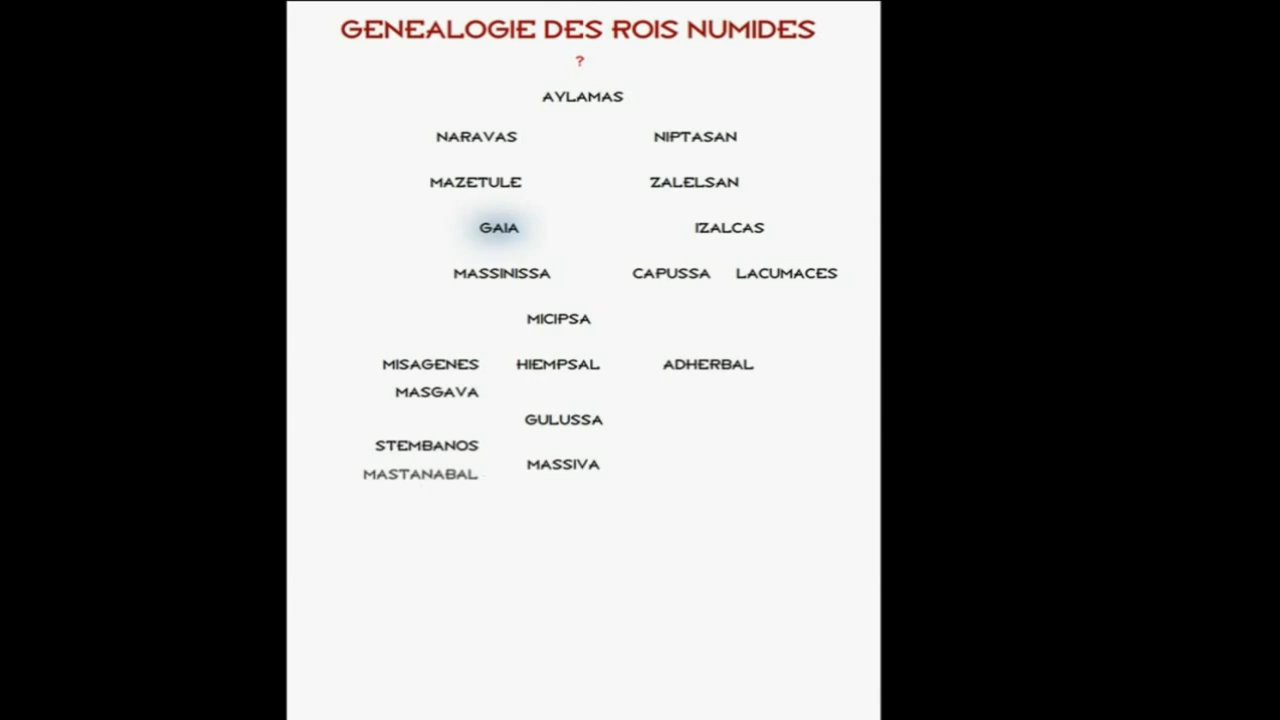 GENEALOGIE DES ROIS NUMIDES
?
AYLAMAS
NARAVAS NIPTASAN
MAZETULE ZALELSAN
GAIA IZALCAS
MASSINISSA CAPUSSA LACUMACES
MICIPSA
MISAGENES HIEMPSAL ADHERBAL
MASGAVA
GULUSSA
STEMBANOS
MASSIVA
MASTANABAL